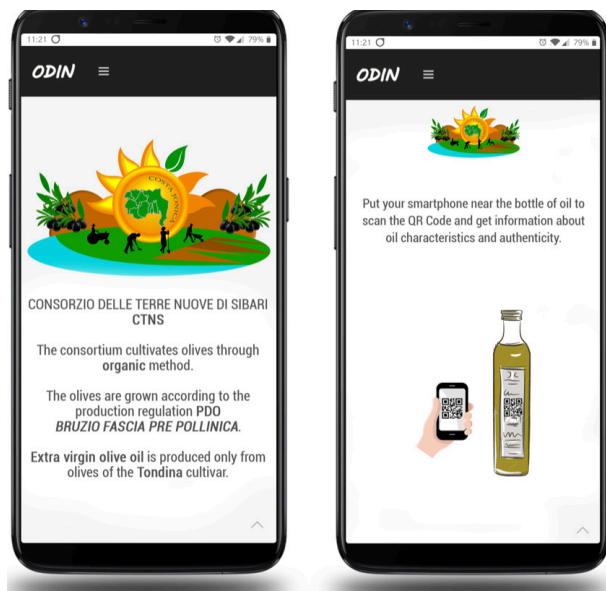 11:21
79%
ODIN
COSTA JONICA
CONSORZIO DELLE TERRE NUOVE DI SIBARI
CTNS
The consortium cultivates olives through
organic method.
The olives are grown according to the
production regulation PDO
BRUZIO FASCIA PRE POLLINICA.
Extra virgin olive oil is produced only from
olives of the Tondina cultivar.
11:21
79%
ODIN
Put your smartphone near the bottle of oil to
scan the QR Code and get information about
oil characteristics and authenticity.